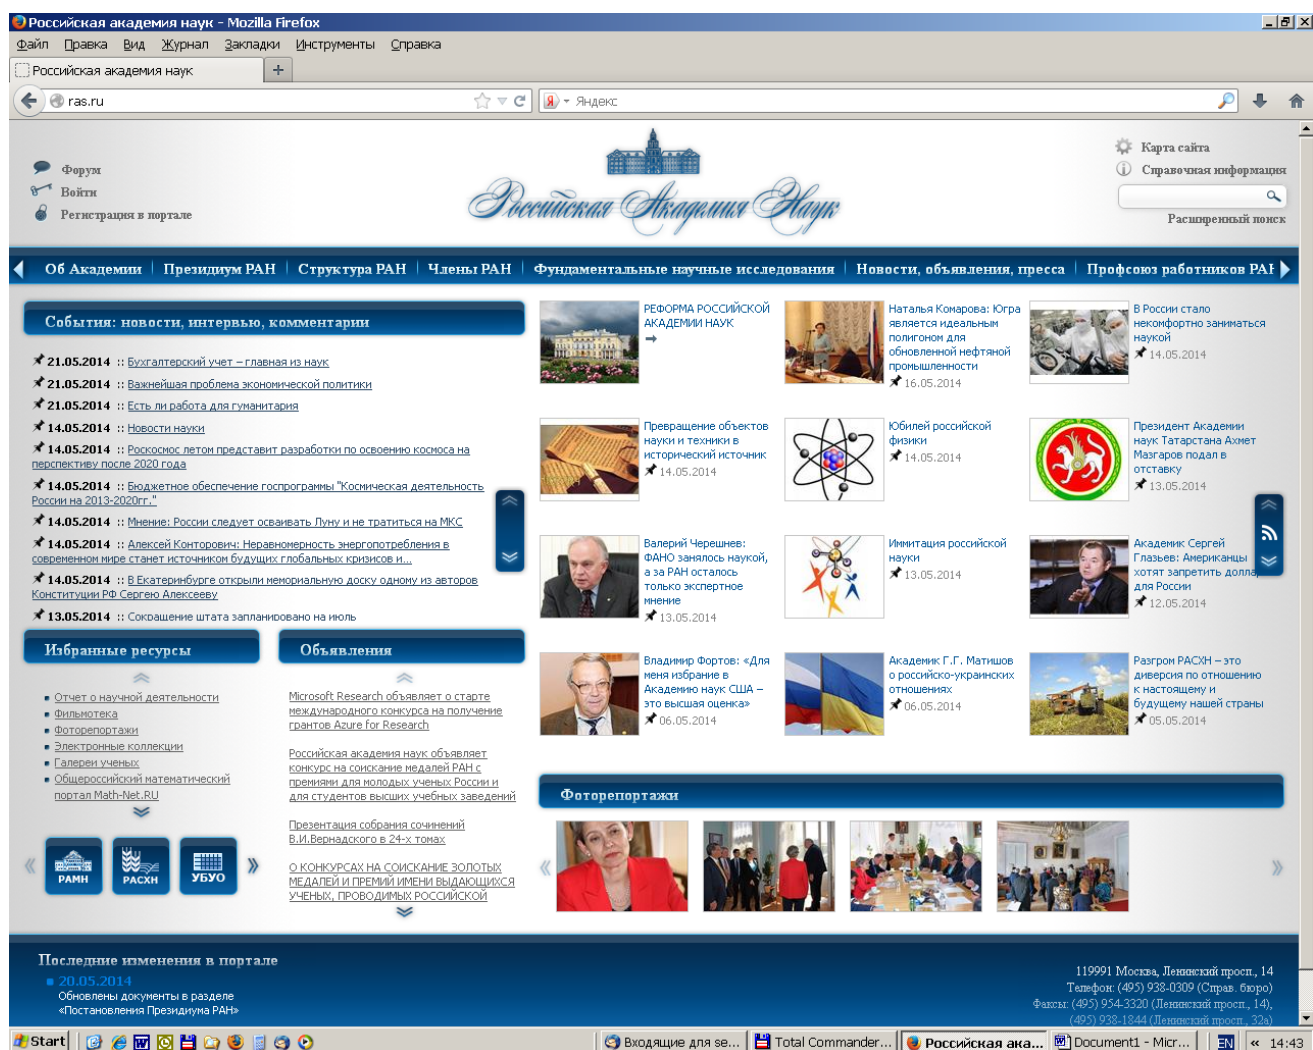 Российская академия наук - Mozilla Firefox
Файл Правка Вид Журнал Закладки Инструменты Справка
Российская академия наук
ras.ru
Яндекс
Форум
Войти
Регистрация в портале
Российская Академия Наук
Карта сайта
Справочная информация
Расширенный поиск
Об Академии
Президиум РАН
Структура РАН
Члены РАН
Фундаментальные научные исследования
Новости, объявления, пресса
Профсоюз работников РАН
События: новости, интервью, комментарии
21.05.2014 :: Бухгалтерский учет – главная из наук
21.05.2014 :: Важнейшая проблема экономической политики
21.05.2014 :: Есть ли работа для гуманитария
14.05.2014 :: Новости науки
14.05.2014 :: Роскосмос летом представит разработки по освоению космоса на
перспективу после 2020 года
14.05.2014 :: Бюджетное обеспечение госпрограммы "Космическая деятельность
России на 2013-2020гг."
14.05.2014 :: Мнение: России следует осваивать Луну и не тратиться на МКС
14.05.2014 :: Алексей Конторович: Неравномерность энергопотребления в
современном мире станет источником будущих глобальных кризисов и...
14.05.2014 :: В Екатеринбурге открыли мемориальную доску одному из авторов
Конституции РФ Сергею Алексееву
13.05.2014 :: Сокращение штата запланировано на июль
РЕФОРМА РОССИЙСКОЙ
АКАДЕМИИ НАУК
Наталья Комарова: Югра
является идеальным
полигоном для
обновленной нефтяной
промышленности
16.05.2014
В России стало
некомфортно заниматься
наукой
14.05.2014
Превращение объектов
науки и техники в
исторический источник
14.05.2014
Юбилей российской
физики
14.05.2014
Президент Академии
наук Татарстана Ахмет
Мазгаров подал в
отставку
13.05.2014
Валерий Черешнев:
ФАНО занялось наукой,
а за РАН осталось
только экспертное
мнение
13.05.2014
Иммитация российской
науки
13.05.2014
Академик Сергей
Глазьев: Американцы
хотят запретить долла
для России
12.05.2014
Владимир Фортов: «Для
меня избрание в
Академию наук США –
это высшая оценка»
06.05.2014
Академик Г.Г. Матишов
о российско-украинских
отношениях
06.05.2014
Разгром РАСХН – это
диверсия по отношению
к настоящему и
будущему нашей страны
05.05.2014
Избранные ресурсы
Отчет о научной деятельности
Фильмотека
Фоторепортажи
Электронные коллекции
Галереи ученых
Общероссийский математический
портал Math-Net.RU
РАМН
РАСХН
УБУО
Объявления
Microsoft Research объявляет о старте
международного конкурса на получение
грантов Azure for Research
Российская академия наук объявляет
конкурс на соискание медалей РАН с
премиями для молодых ученых России и
для студентов высших учебных заведений
Презентация собрания сочинений
В.И.Вернадского в 24-х томах
О КОНКУРСАХ НА СОИСКАНИЕ ЗОЛОТЫХ
МЕДАЛЕЙ И ПРЕМИЙ ИМЕНИ ВЫДАЮЩИХСЯ
УЧЕНЫХ, ПРОВОДИМЫХ РОССИЙСКОЙ
Фоторепортажи
Последние изменения в портале
20.05.2014
Обновлены документы в разделе
«Постановления Президиума РАН»
119991 Москва, Ленинский просп., 14
Телефон: (495) 938-0309 (Справ. бюро)
Факсы: (495) 954-3320 (Ленинский просп., 14),
(495) 938-1844 (Ленинский просп., 32а)
Start
Входящие для se...
Total Commander...
Российская ака...
Document1 - Micr...
EN
14:43